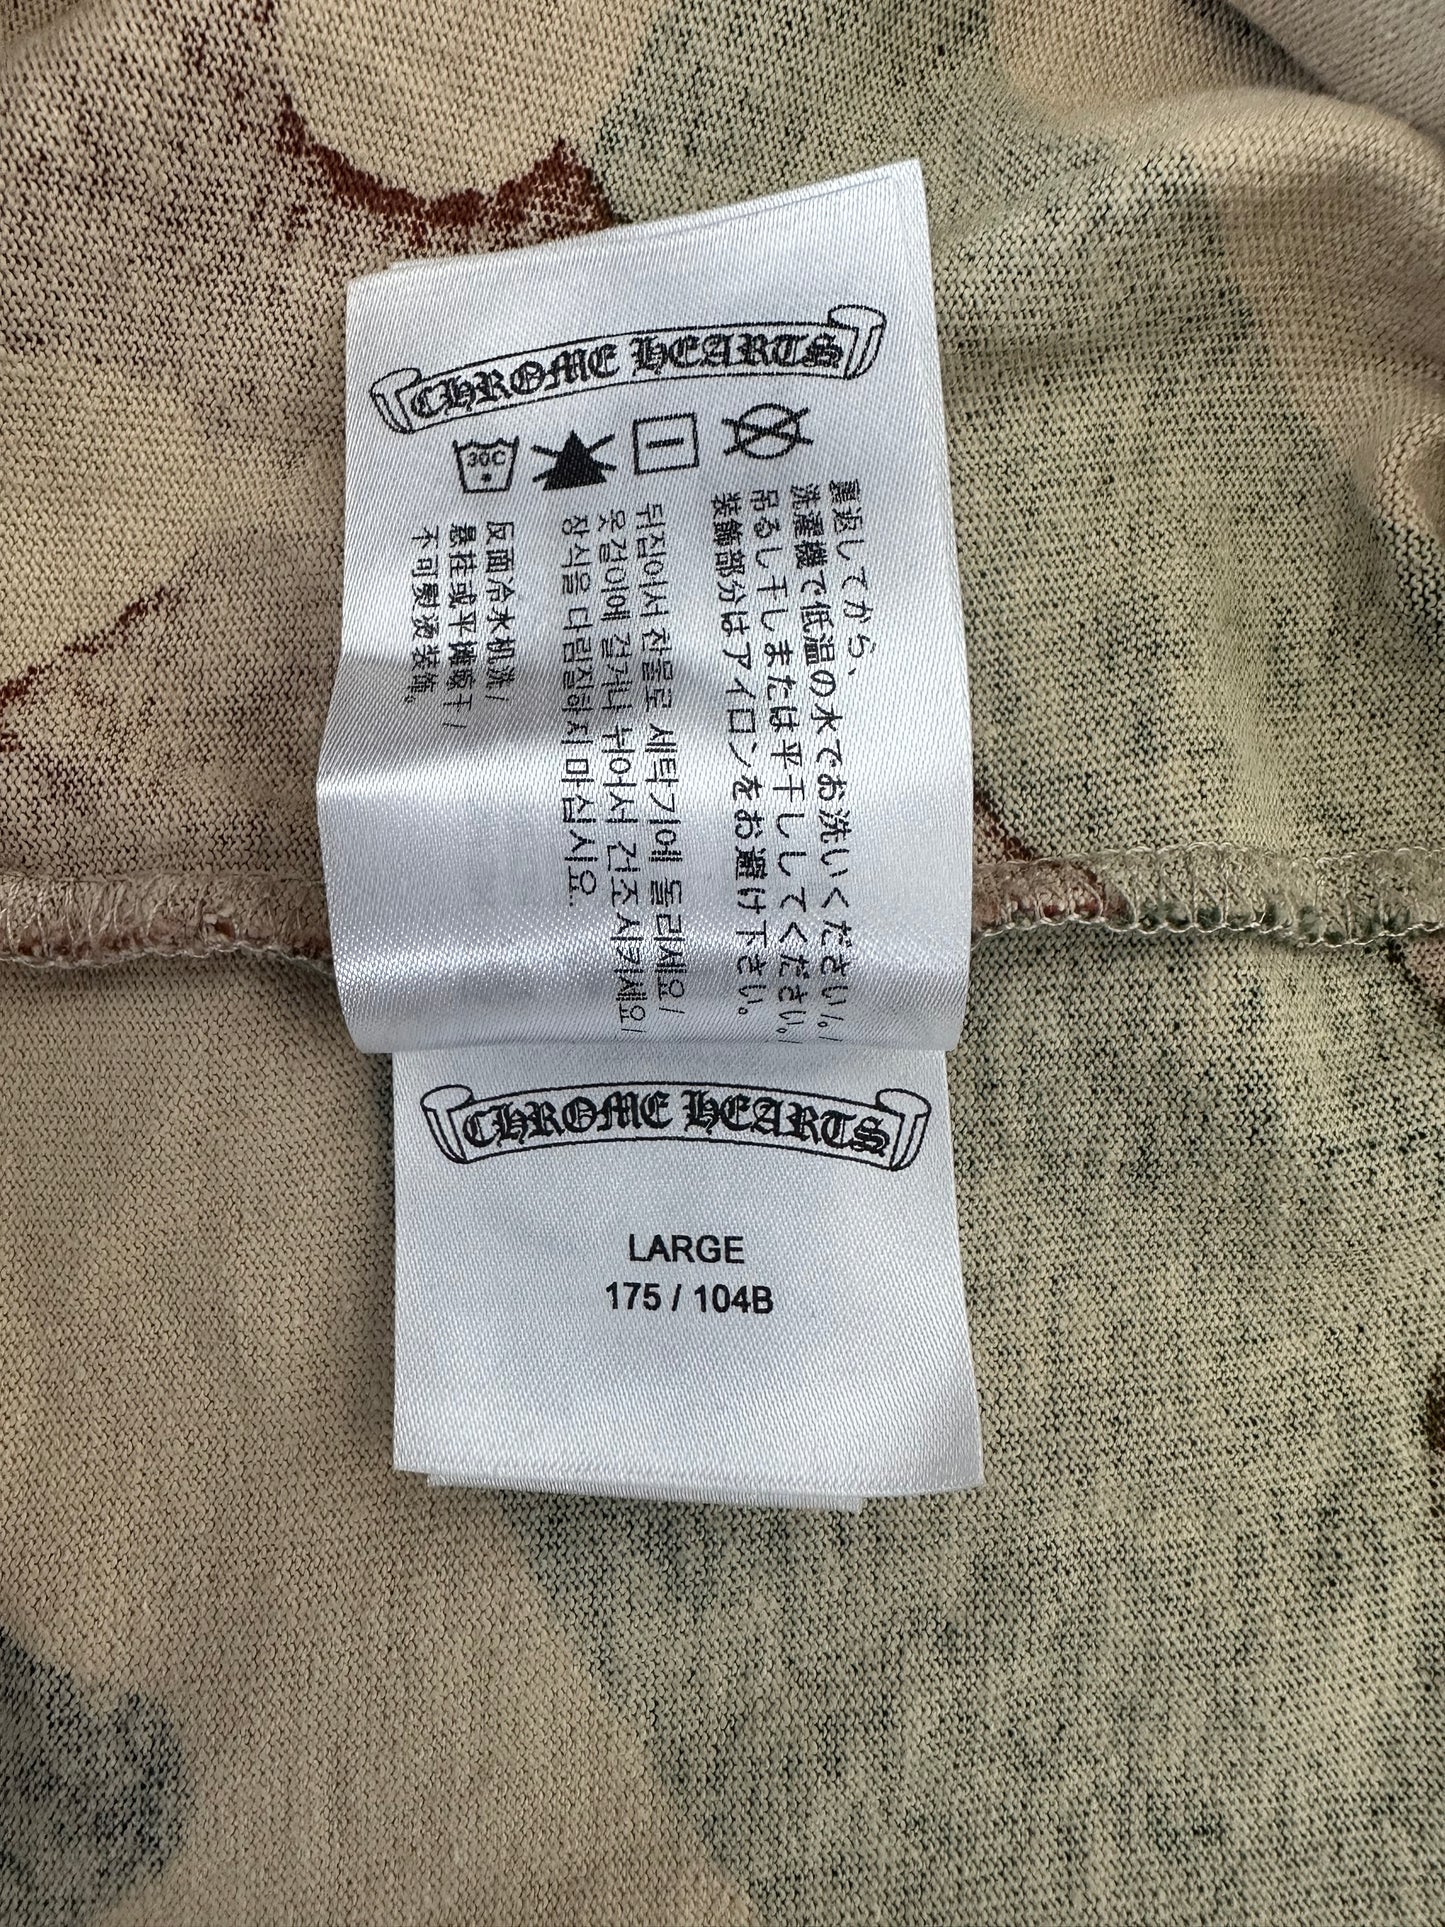 CHROME HEARTS
30C
裏返してから、
洗濯機で低温の水でお洗いください。/
吊るし干しまたは平干ししてください。/
装飾部分はアイロンをお避け下さい。
뒤집어서 찬물로 세탁기에 돌리세요/
옷걸이에 걸거나 뉘어서 건조시키세요/
장식을 다림질하지 마십시요.
反面冷水机洗/
悬挂或平摊晾干/
不可熨烫装饰。
CHROME HEARTS
LARGE
175 / 104B